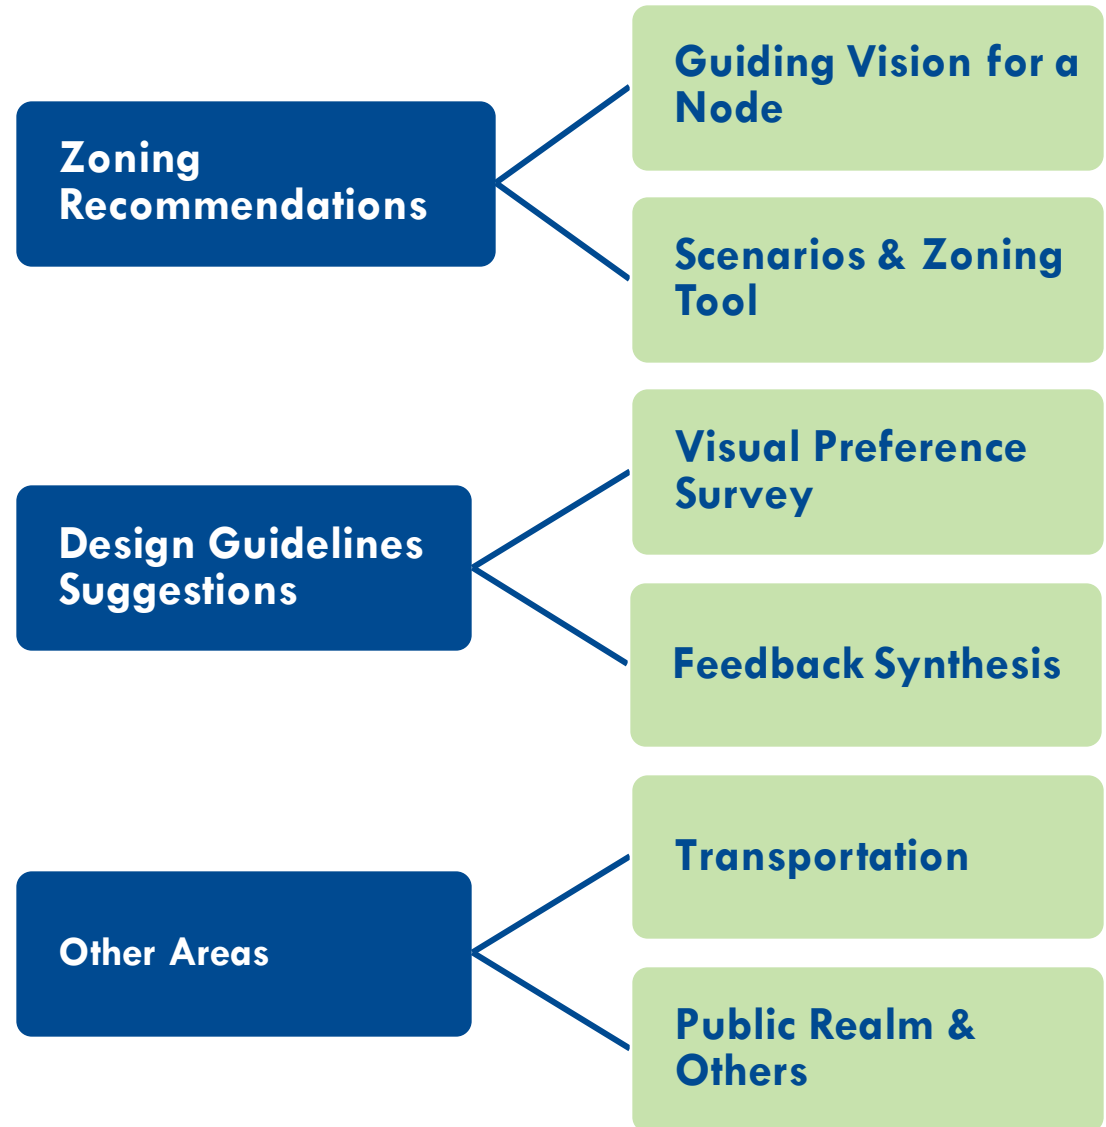 Zoning
Recommendations
Guiding Vision for a
Node
Scenarios & Zoning
Tool
Design Guidelines
Suggestions
Visual Preference
Survey
Feedback Synthesis
Other Areas
Transportation
Public Realm &
Others